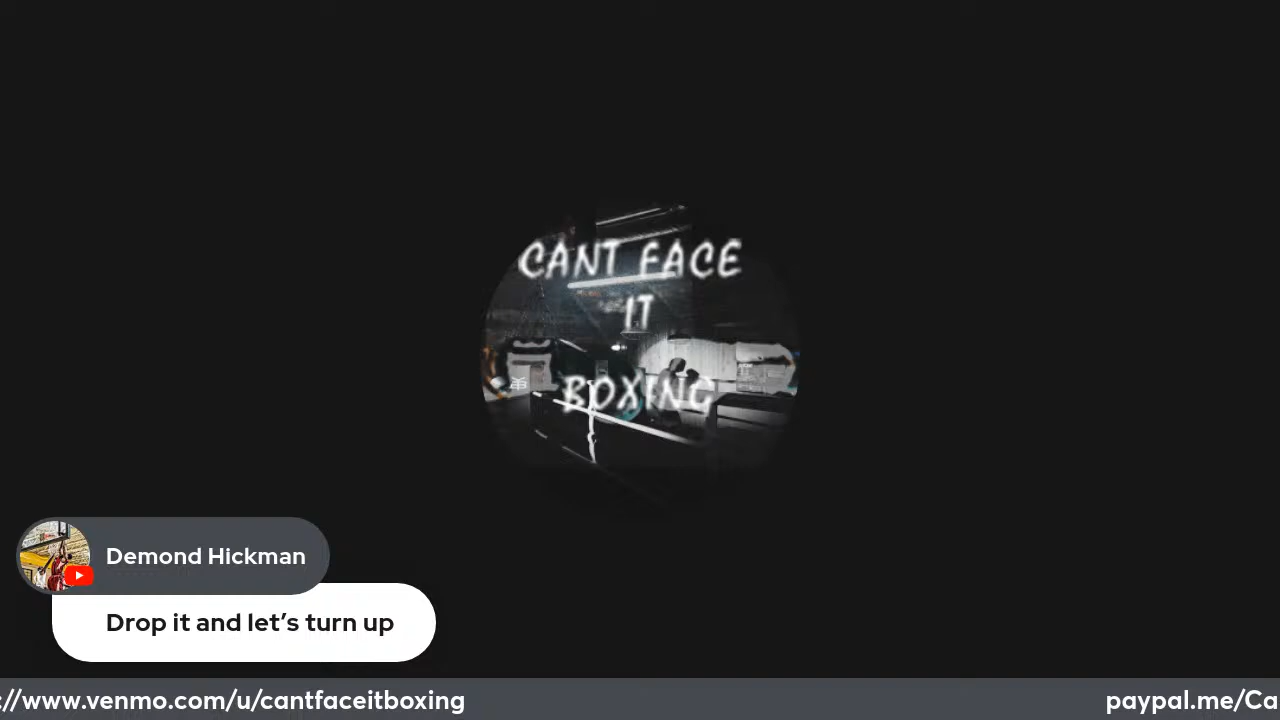 CANT FACE
IT
BOXING
Demond Hickman
Drop it and let’s turn up
://www.venmo.com/u/cantfaceitboxing
paypal.me/Ca